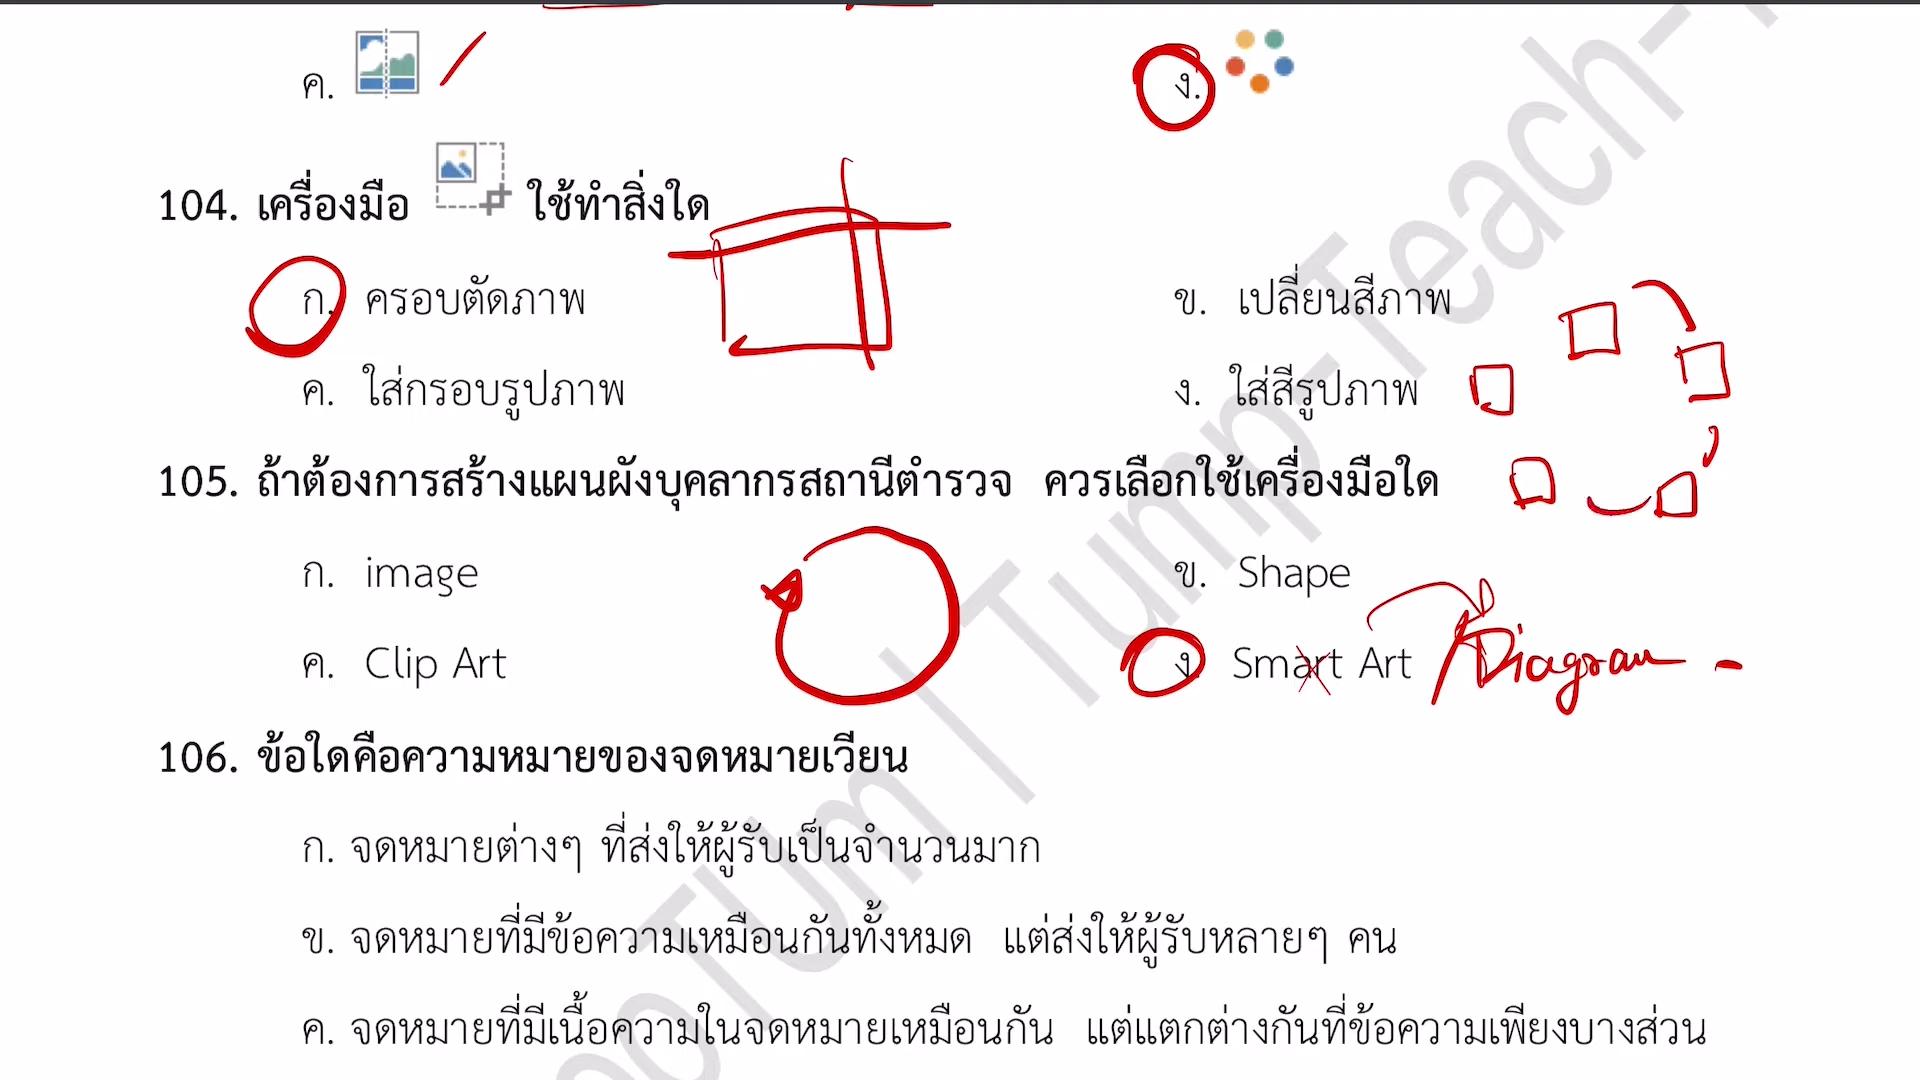 ค. ง.
104. เครื่องมือ ใช้ทำสิ่งใด
ก. ครอบตัดภาพ ข. เปลี่ยนสีภาพ
ค. ใส่กรอบรูปภาพ ง. ใส่สีรูปภาพ
105. ถ้าต้องการสร้างแผนผังบุคลากรสถานีตำรวจ ควรเลือกใช้เครื่องมือใด
ก. image ข. Shape
ค. Clip Art ง. Smart Art Diagram -
106. ข้อใดคือความหมายของจดหมายเวียน
ก. จดหมายต่างๆ ที่ส่งให้ผู้รับเป็นจำนวนมาก
ข. จดหมายที่มีข้อความเหมือนกันทั้งหมด แต่ส่งให้ผู้รับหลายๆ คน
ค. จดหมายที่มีเนื้อความในจดหมายเหมือนกัน แต่แตกต่างกันที่ข้อความเพียงบางส่วน
ooTUm | Tump-Teach-T